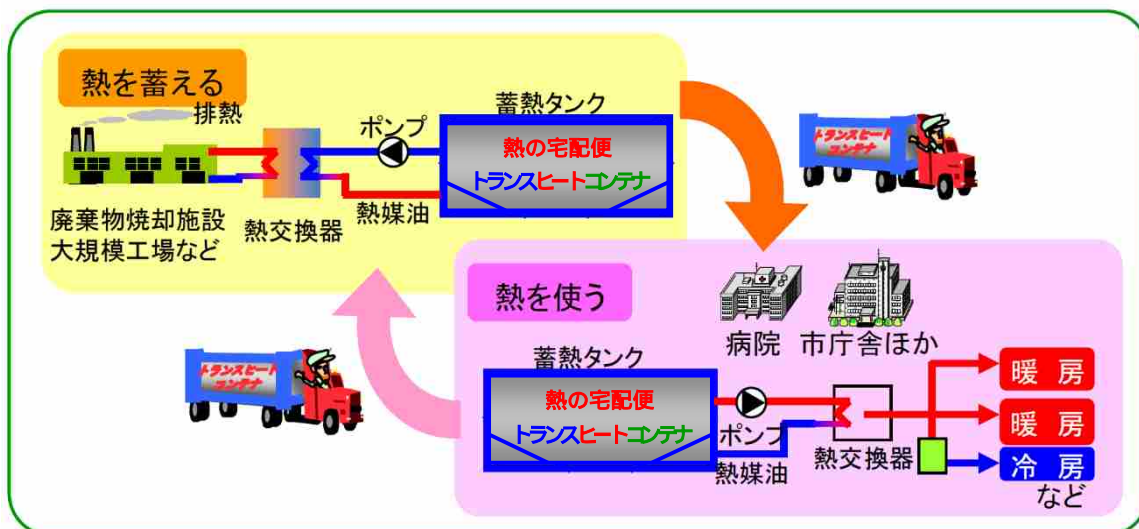 熱を蓄える
排熱
ポンプ
蓄熱タンク
熱の宅配便
トランスヒートコンテナ
廃棄物焼却施設
大規模工場など
熱交換器
熱媒油
トランスヒート
コンテナ
熱を使う
病院
市庁舎ほか
トランスヒート
コンテナ
蓄熱タンク
熱の宅配便
トランスヒートコンテナ
ポンプ
熱媒油
熱交換器
暖房
暖房
冷房
など